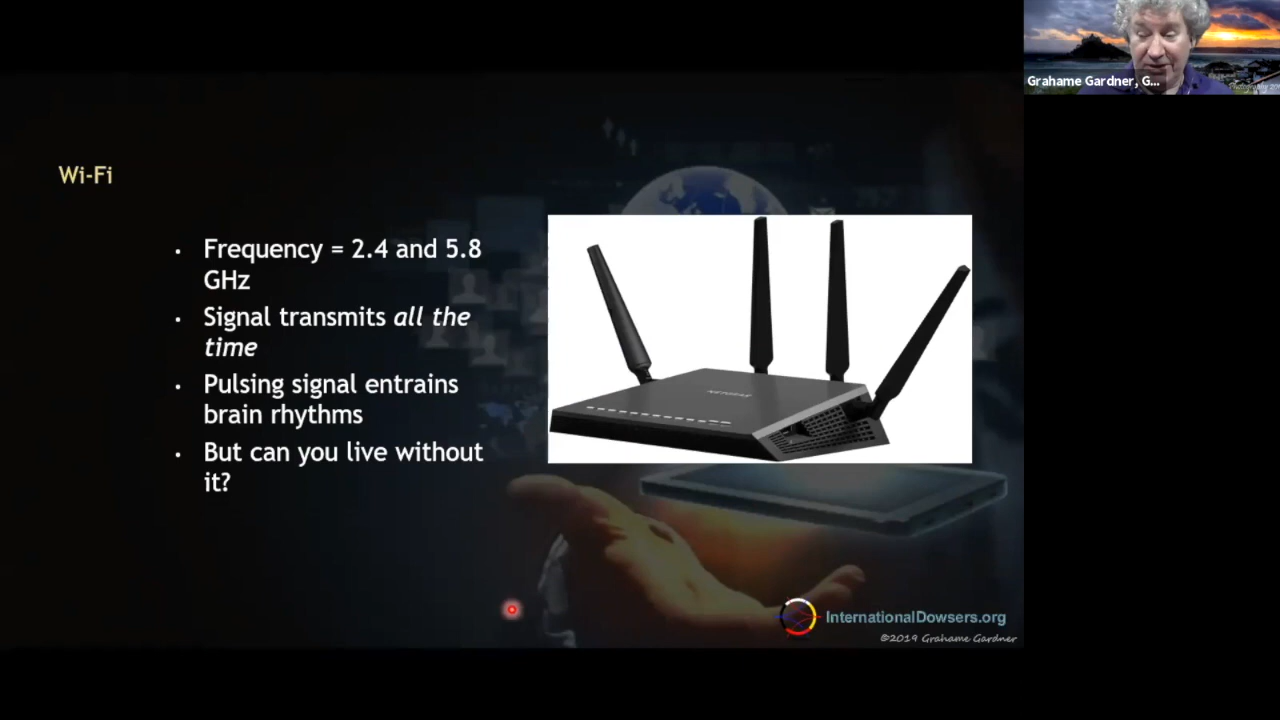 Grahame Gardner, G...
Wi-Fi
• Frequency = 2.4 and 5.8
GHz
• Signal transmits all the
time
• Pulsing signal entrains
brain rhythms
• But can you live without
it?
NETGEAR
InternationalDowsers.org
©2019 Grahame Gardner